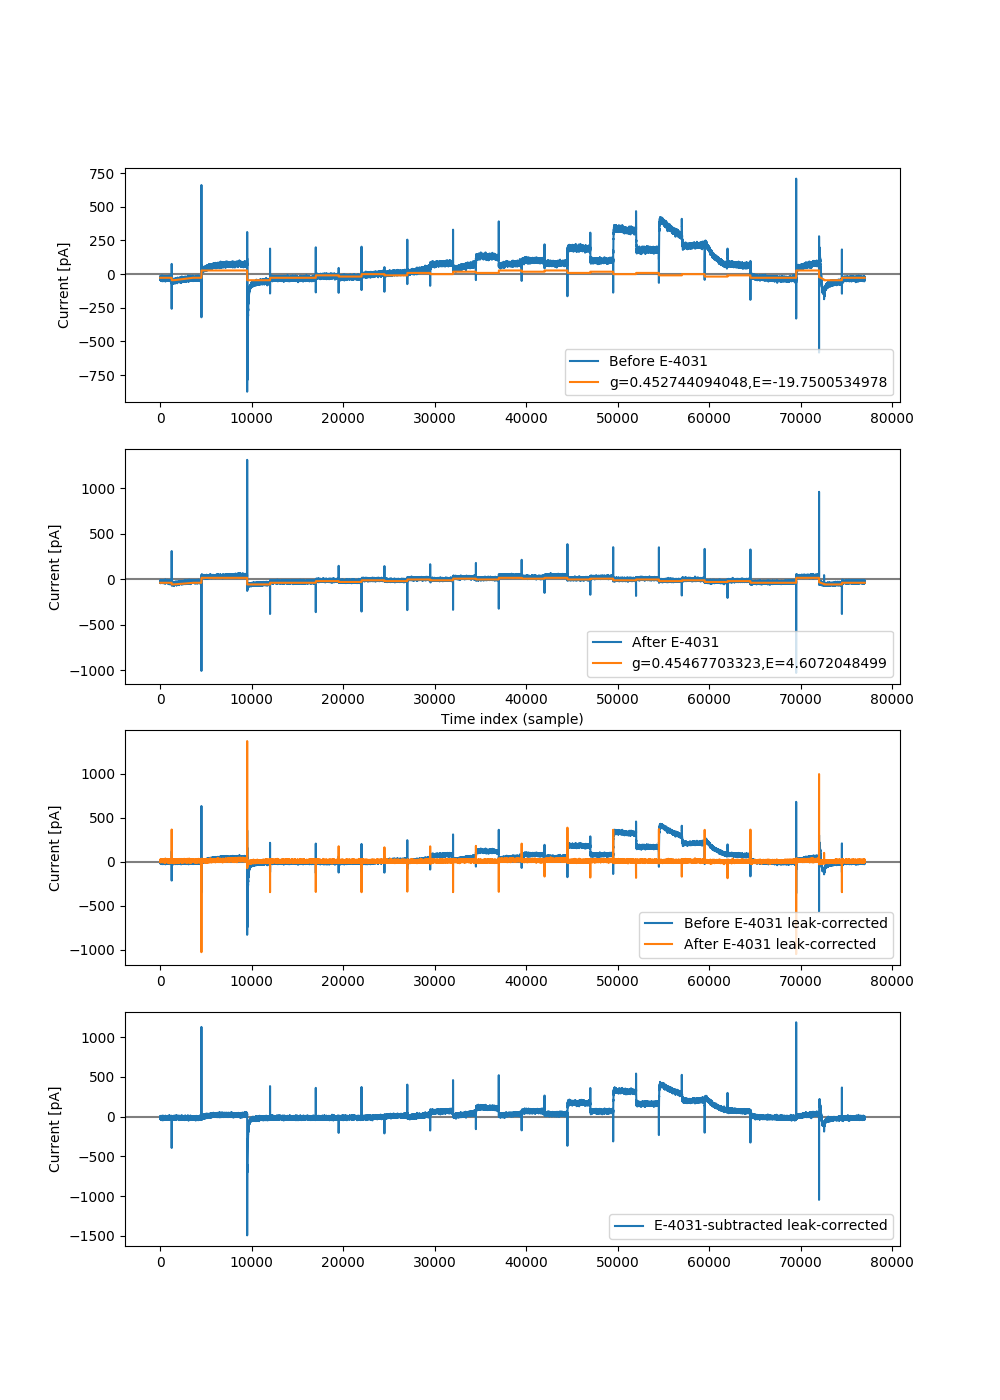 750
500
250
0
−250
−500
−750
Current [pA]
Before E-4031
g=0.452744094048,E=-19.7500534978
0 10000 20000 30000 40000 50000 60000 70000 80000
1000
500
0
−500
−1000
Current [pA]
After E-4031
g=0.45467703323,E=4.6072048499
0 10000 20000 30000 40000 50000 60000 70000 80000
Time index (sample)
1000
500
0
−500
−1000
Current [pA]
Before E-4031 leak-corrected
After E-4031 leak-corrected
0 10000 20000 30000 40000 50000 60000 70000 80000
1000
500
0
−500
−1000
−1500
Current [pA]
E-4031-subtracted leak-corrected
0 10000 20000 30000 40000 50000 60000 70000 80000